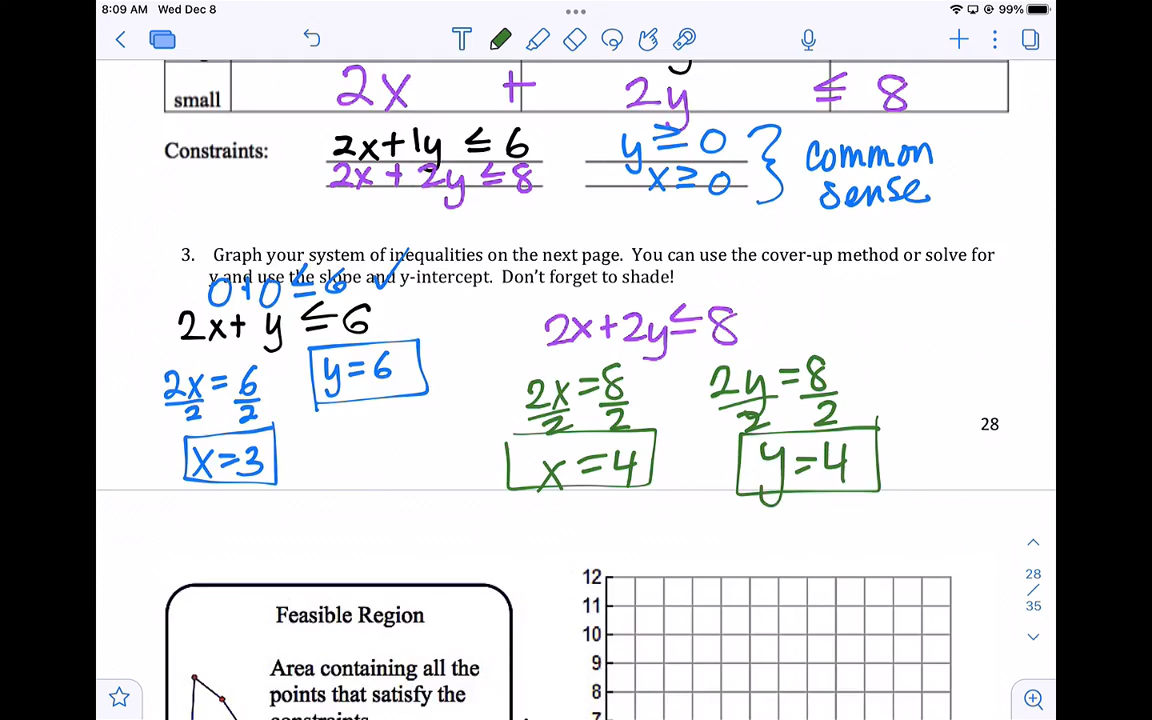 8:09 AM Wed Dec 8
99%
small 2x + 2y ≤ 8
Constraints: 2x+1y ≤ 6 y ≥ 0 } common
2x + 2y ≤ 8 x ≥ 0 sense
3. Graph your system of inequalities on the next page. You can use the cover-up method or solve for
y and use the slope and y-intercept. Don't forget to shade!
0+0 ≤ 6 ✓
2x+ y ≤ 6
y = 6
2x = 6
2 2
x = 3
2x+2y ≤ 8
2x = 8
2 2
x = 4
2y = 8
2 2
y = 4
28
Feasible Region
Area containing all the
points that satisfy the
constraints
12
11
10
9
8
7
28
/
35